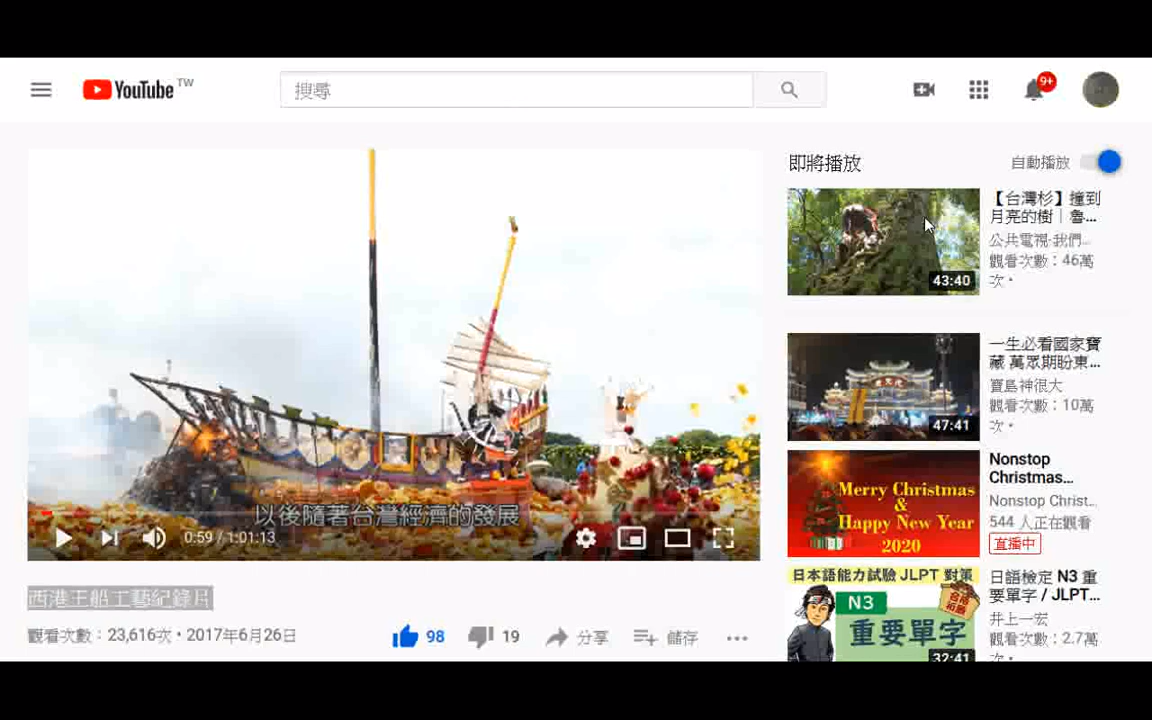 YouTube TW
搜尋
9+
以後隨著台灣經濟的發展
0:59 / 1:01:13
西港王船工藝紀錄片
觀看次數：23,616次 • 2017年6月26日
98
19
分享
儲存
即將播放
自動播放
43:40
【台灣杉】撞到
月亮的樹｜魯...
公共電視-我們...
觀看次數：46萬
次 •
47:41
一生必看國家寶
藏 萬眾期盼東...
寶島神很大
觀看次數：10萬
次 •
Merry Christmas
&
Happy New Year
2020
Nonstop
Christmas...
Nonstop Christ...
544 人正在觀看
直播中
日本語能力試驗 JLPT 對策
N3
重要單字
32:41
日語檢定 N3 重
要單字 / JLPT...
井上一宏
觀看次數：2.7萬
次 •